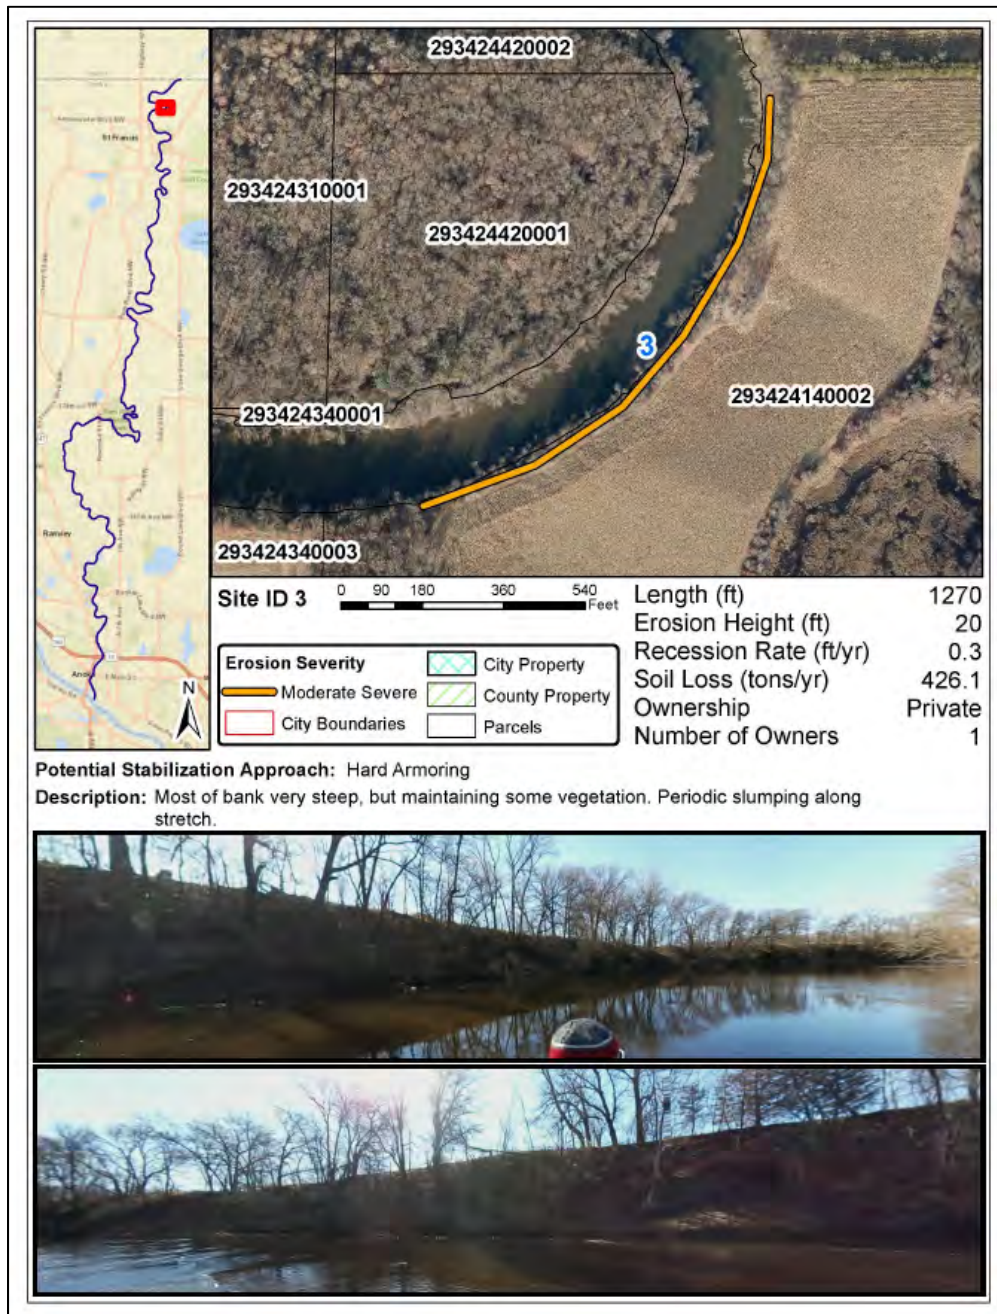 St Francis
Ramsey
Anoka
N
293424420002
293424310001
293424420001
3
293424340001
293424140002
293424340003
Site ID 3
0 90 180 360 540
Feet
Erosion Severity
Moderate Severe
City Boundaries
City Property
County Property
Parcels
Length (ft) 1270
Erosion Height (ft) 20
Recession Rate (ft/yr) 0.3
Soil Loss (tons/yr) 426.1
Ownership Private
Number of Owners 1
Potential Stabilization Approach: Hard Armoring
Description: Most of bank very steep, but maintaining some vegetation. Periodic slumping along
stretch.